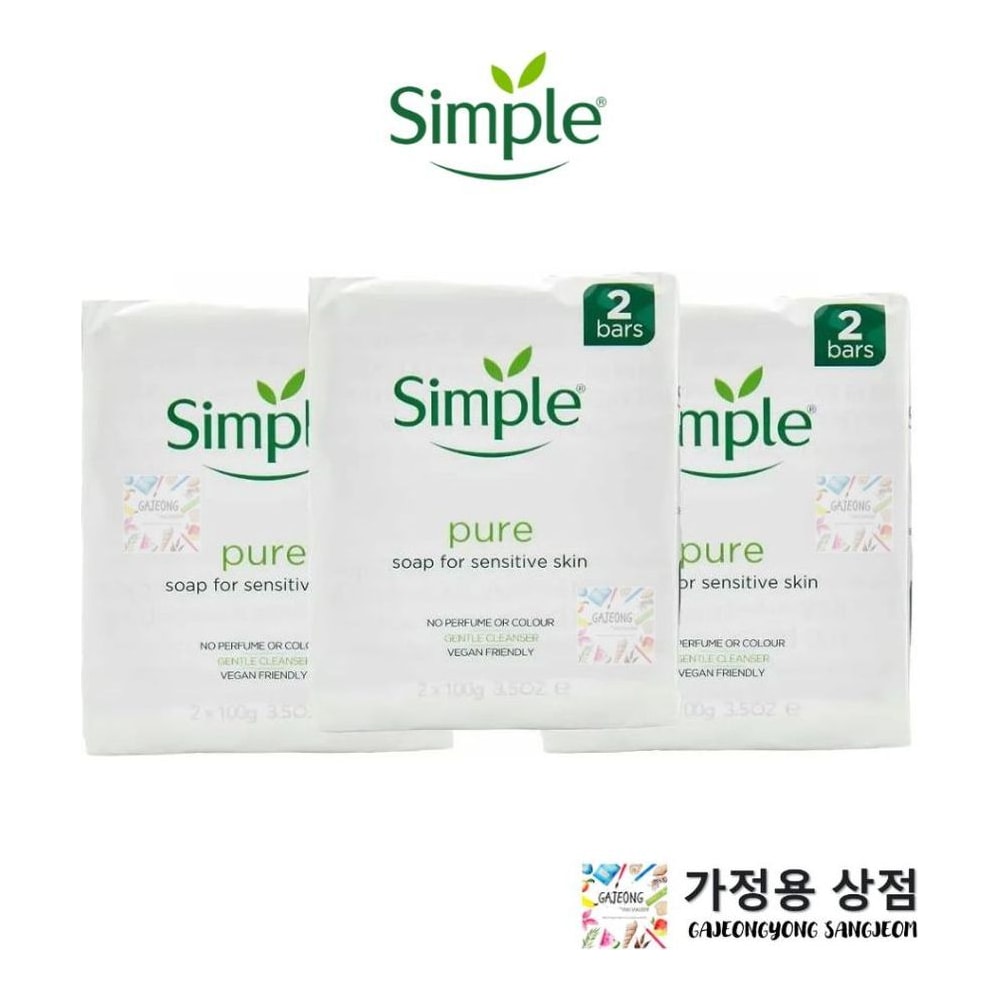 Simple®
2
bars
Simple®
pure
soap for sensitive skin
NO PERFUME OR COLOUR
GENTLE CLEANSER
VEGAN FRIENDLY
2 x 100g 3.5OZ ℮
Simpl
GAJEONG
pure
soap for sensitive
NO PERFUME OR COLOUR
GENTLE CLEANSER
VEGAN FRIENDLY
2 x 100g 3.5OZ
2
bars
mple®
pure
or sensitive skin
PERFUME OR COLOUR
GENTLE CLEANSER
VEGAN FRIENDLY
00g 3.5OZ ℮
GAJEONG
GAJEONG
GAJEONG
가정용 상점
GAJEONGYONG SANGJEOM